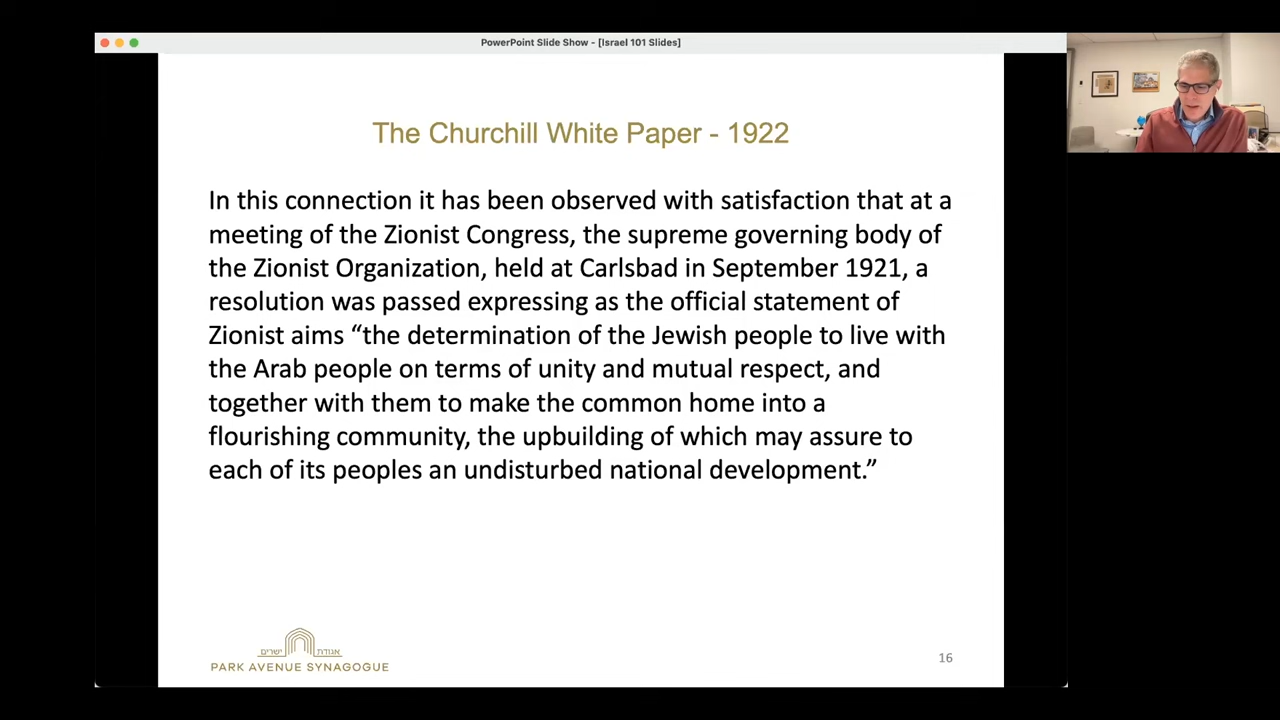 PowerPoint Slide Show - [Israel 101 Slides]
The Churchill White Paper - 1922
In this connection it has been observed with satisfaction that at a
meeting of the Zionist Congress, the supreme governing body of
the Zionist Organization, held at Carlsbad in September 1921, a
resolution was passed expressing as the official statement of
Zionist aims “the determination of the Jewish people to live with
the Arab people on terms of unity and mutual respect, and
together with them to make the common home into a
flourishing community, the upbuilding of which may assure to
each of its peoples an undisturbed national development.”
אגודת ישרים
PARK AVENUE SYNAGOGUE
16